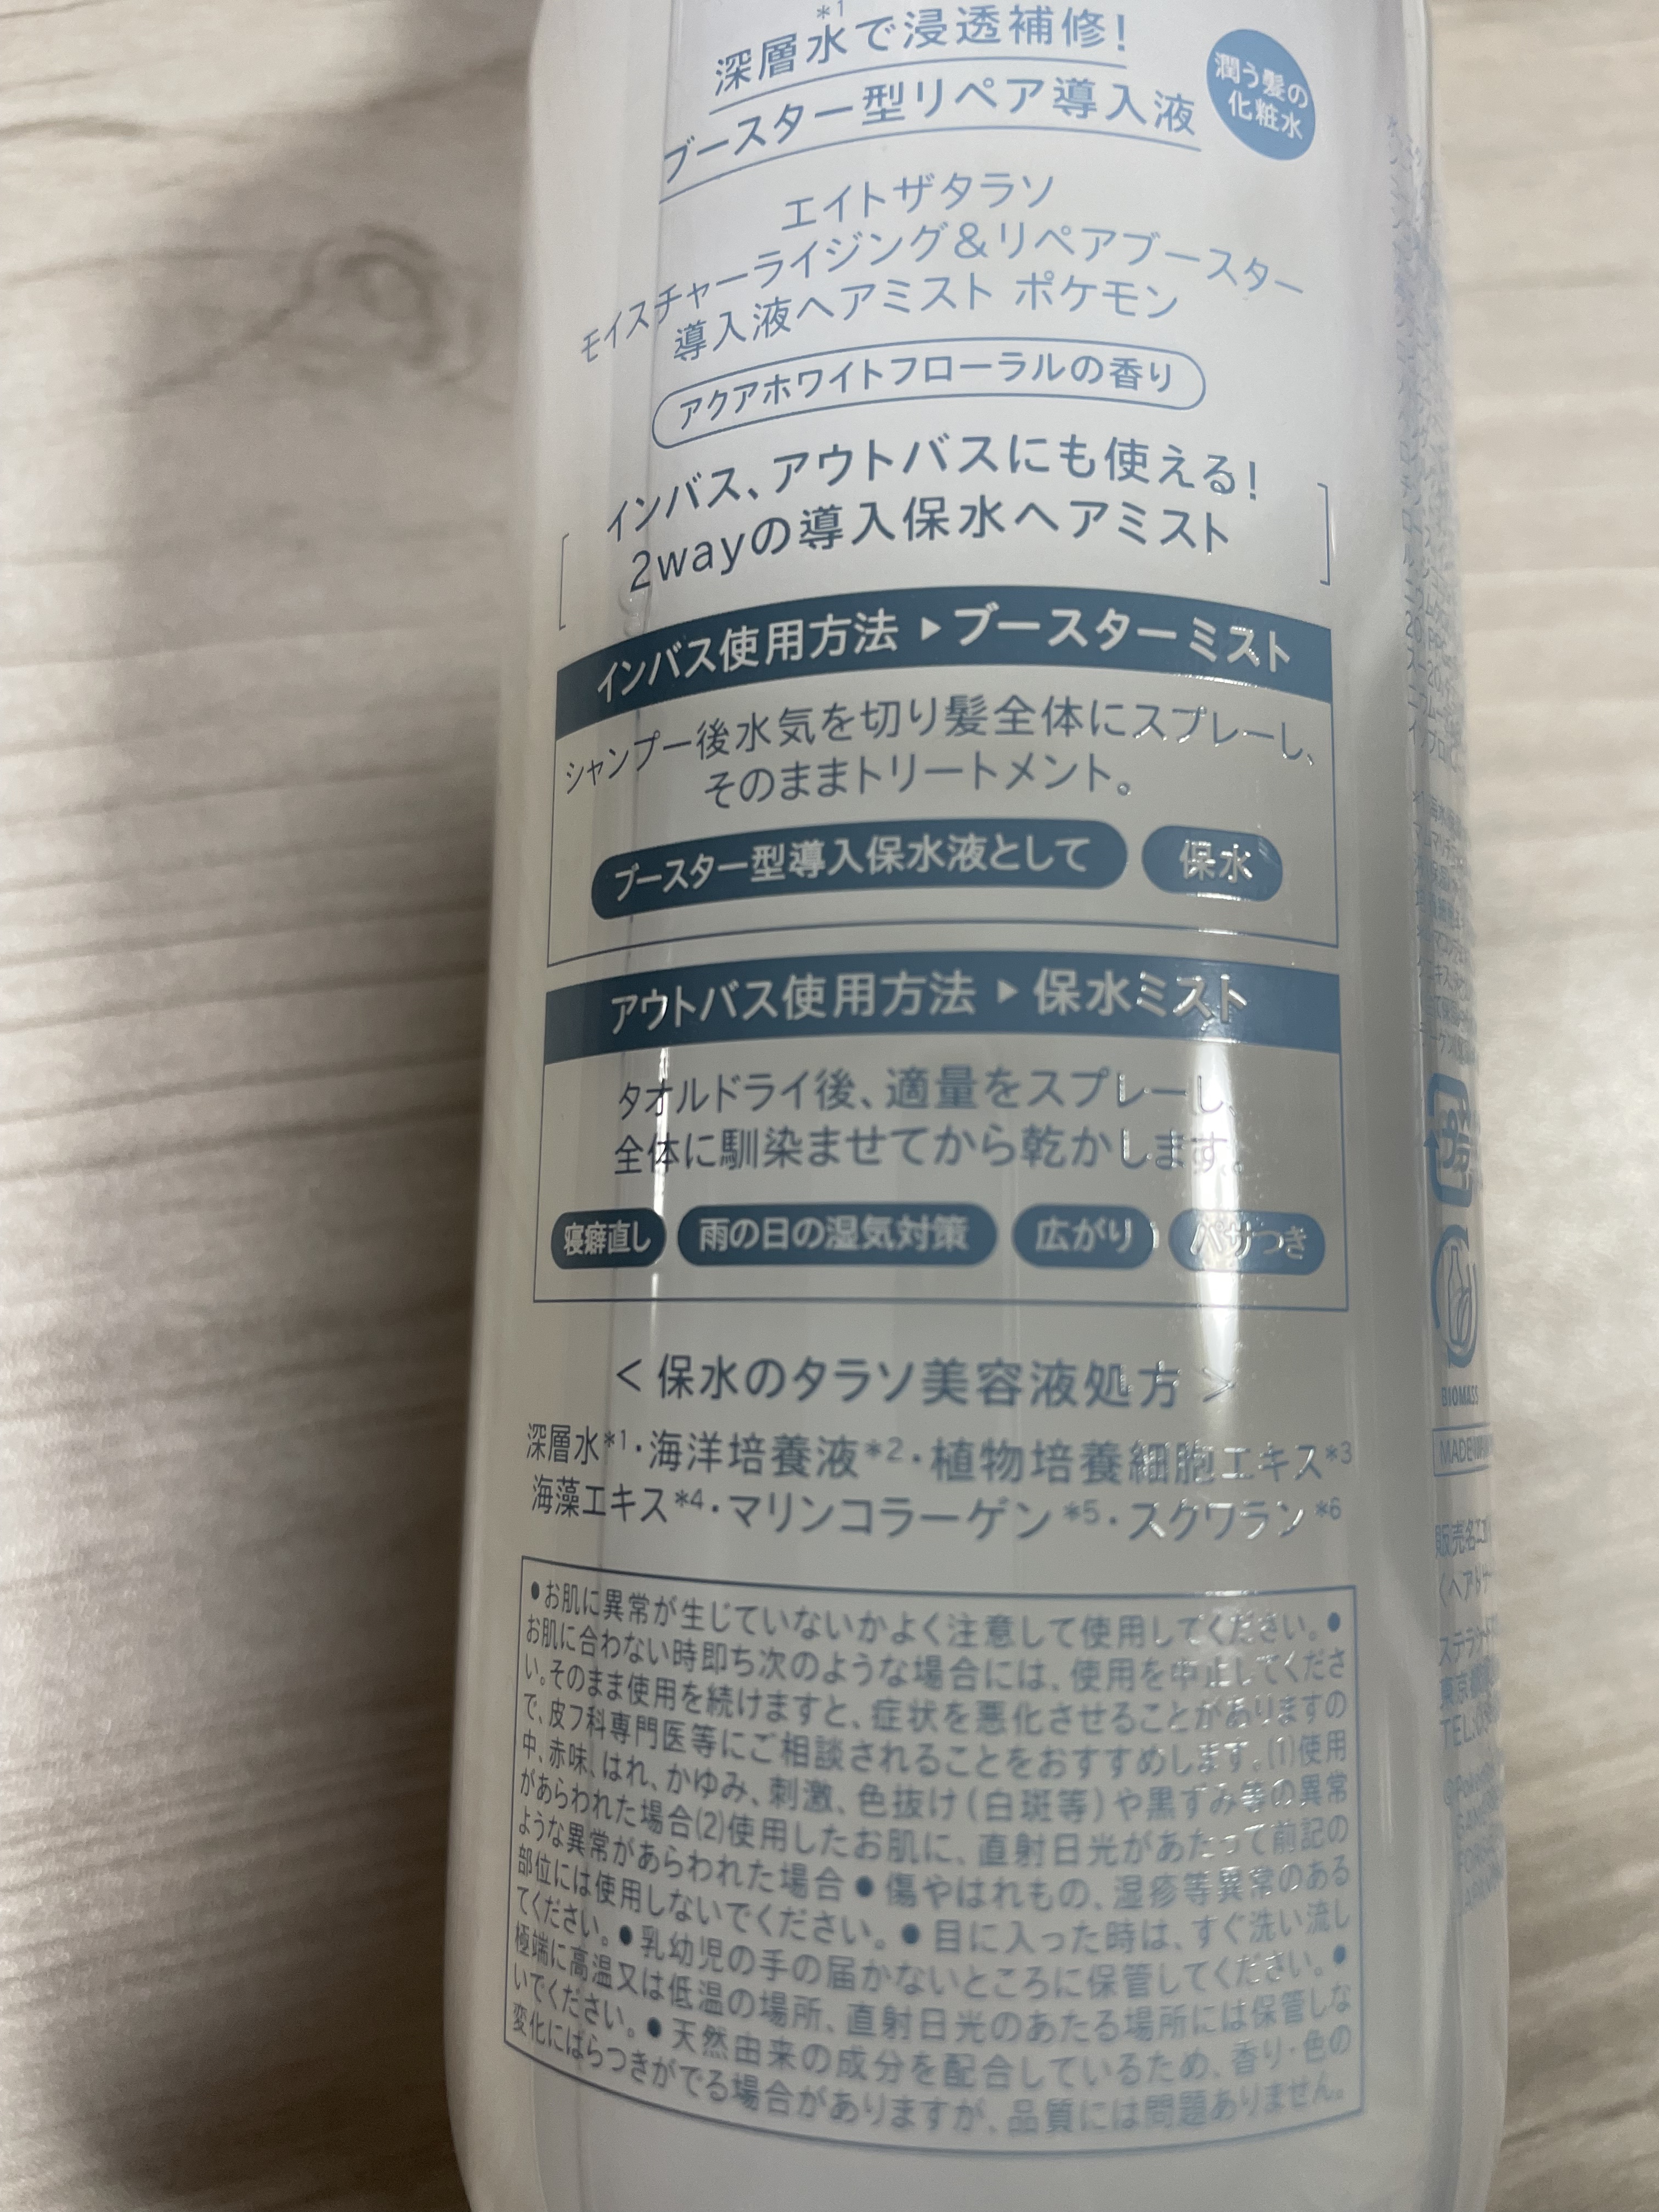 *1
深層水で浸透補修!
ブースター型リペア導入液
潤う髪の
化粧水
エイトザタラソ
モイスチャーライジング&リペアブースター
導入液ヘアミスト ポケモン
アクアホワイトフローラルの香り
インバス、アウトバスにも使える!
2wayの導入保水ヘアミスト
インバス使用方法 ▶ ブースターミスト
シャンプー後水気を切り髪全体にスプレーし、
そのままトリートメント。
ブースター型導入保水液として 保水
アウトバス使用方法 ▶ 保水ミスト
タオルドライ後、適量をスプレーし、
全体に馴染ませてから乾かします。
寝癖直し 雨の日の湿気対策 広がり パサつき
< 保水のタラソ美容液処方 >
深層水*1・海洋培養液*2・植物培養細胞エキス*3
海藻エキス*4・マリンコラーゲン*5・スクワラン*6
●お肌に異常が生じていないかよく注意して使用してください。●
お肌に合わない時即ち次のような場合には、使用を中止してくださ
い。そのまま使用を続けますと、症状を悪化させることがありますの
で、皮フ科専門医等にご相談されることをおすすめします。(1)使用
中、赤味、はれ、かゆみ、刺激、色抜け(白斑等)や黒ずみ等の異常
があらわれた場合(2)使用したお肌に、直射日光があたって前記の
ような異常があらわれた場合●傷やはれもの、湿疹等異常のある
部位には使用しないでください。●目に入った時は、すぐ洗い流し
てください。●乳幼児の手の届かないところに保管してください。●
極端に高温又は低温の場所、直射日光のあたる場所には保管しな
いでください。●天然由来の成分を配合しているため、香り・色の
変化にばらつきがでる場合がありますが、品質には問題ありません。
BIOMASS
MADE
販売名
ステラ
東京都
TEL